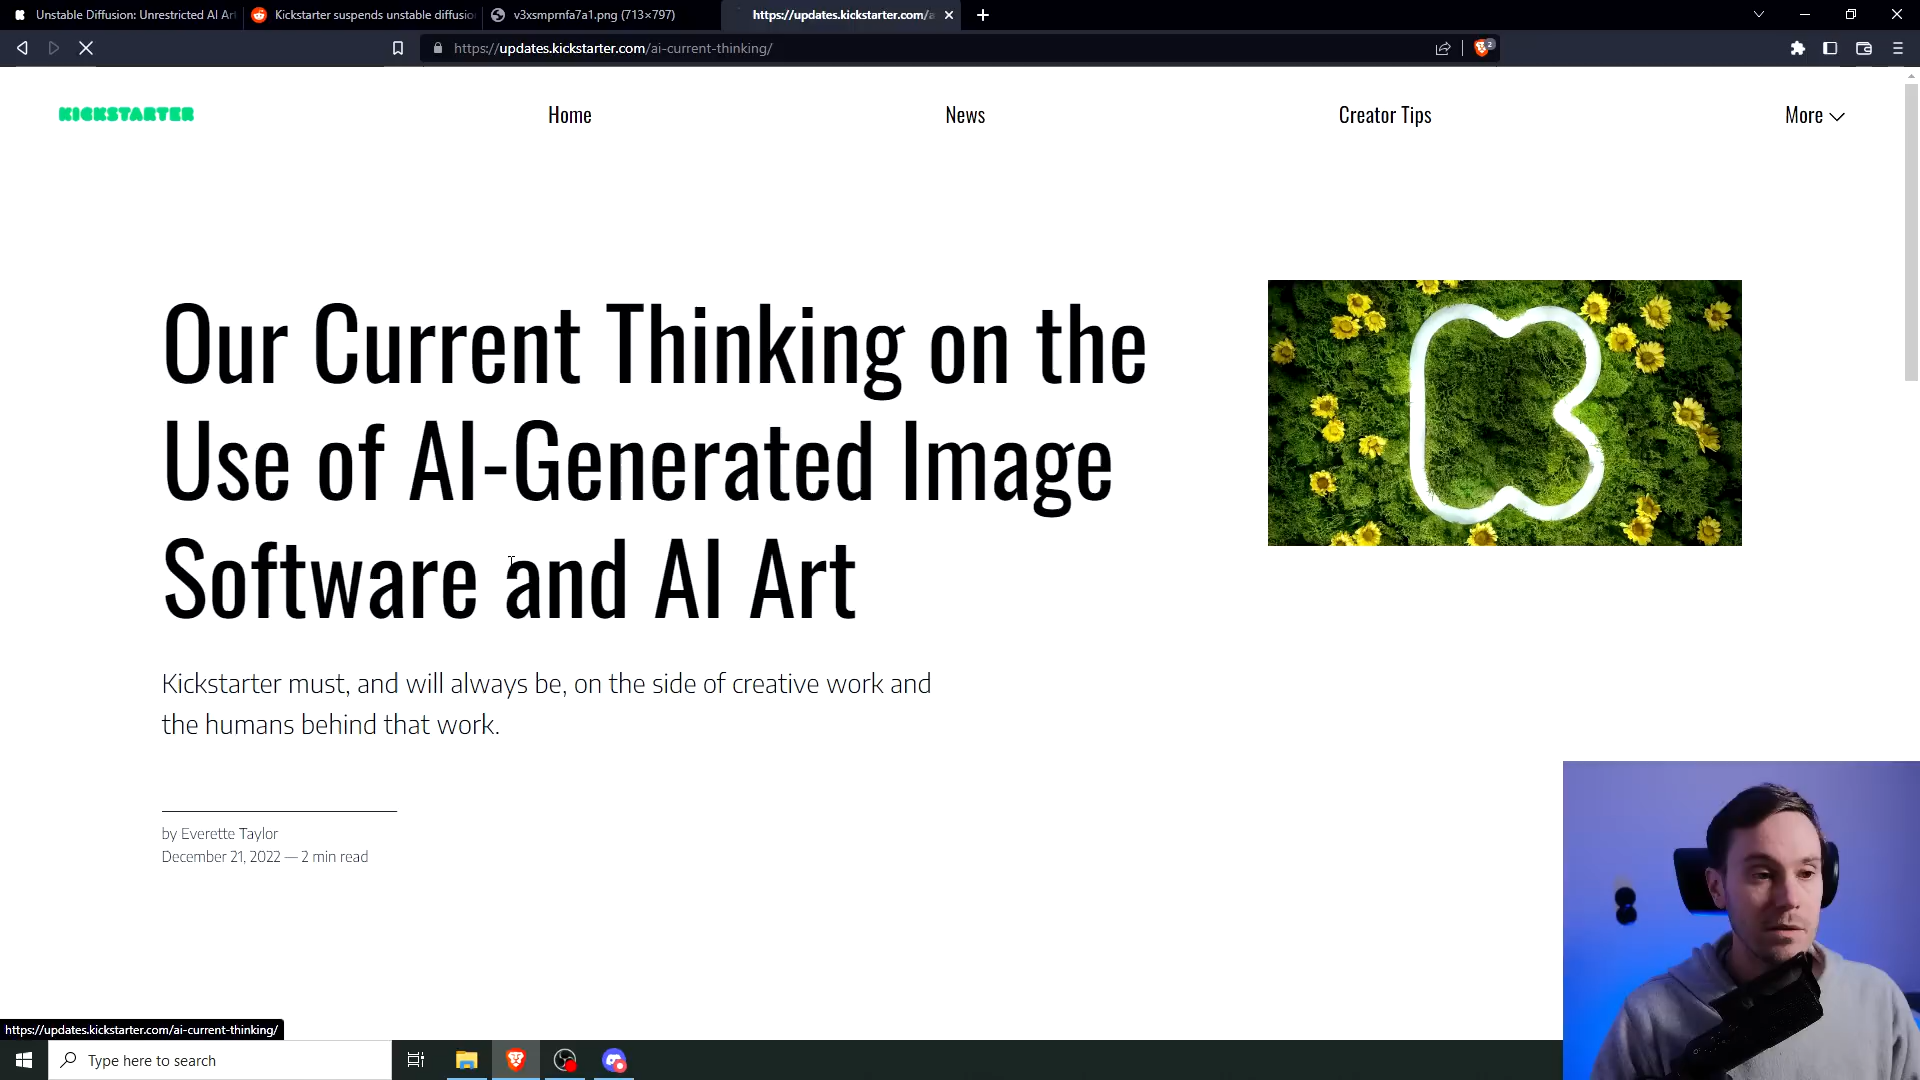 Unstable Diffusion: Unrestricted AI Ar
Kickstarter suspends unstable diffusio
v3xsmprnfa7a1.png (713×797)
https://updates.kickstarter.com/a
https://updates.kickstarter.com/ai-current-thinking/
2
KICKSTARTER
Home
News
Creator Tips
More
Our Current Thinking on the
Use of AI-Generated Image
Software and AI Art
Kickstarter must, and will always be, on the side of creative work and
the humans behind that work.
by Everette Taylor
December 21, 2022 — 2 min read
https://updates.kickstarter.com/ai-current-thinking/
Type here to search